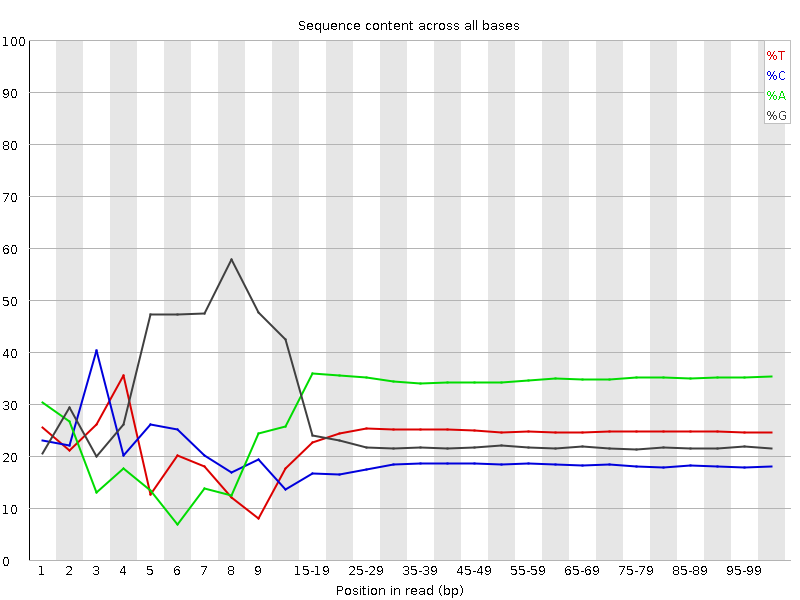 Sequence content across all bases
100
90
80
70
60
50
40
30
20
10
0
%T
%C
%A
%G
1 2 3 4 5 6 7 8 9 15-19 25-29 35-39 45-49 55-59 65-69 75-79 85-89 95-99
Position in read (bp)